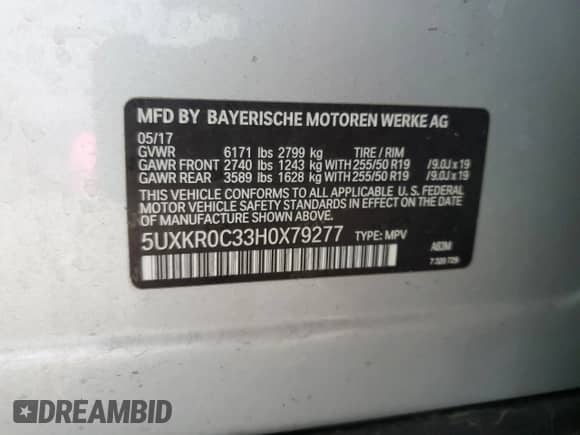 MFD BY BAYERISCHE MOTOREN WERKE AG
05/17
GVWR 6171 lbs 2799 kg TIRE / RIM
GAWR FRONT 2740 lbs 1243 kg WITH 255/50 R19 /9.0J x 19
GAWR REAR 3589 lbs 1628 kg WITH 255/50 R19 /9.0J x 19
THIS VEHICLE CONFORMS TO ALL APPLICABLE U. S. FEDERAL
MOTOR VEHICLE SAFETY STANDARDS IN EFFECT ON THE DATE
OF MANUFACTURE SHOWN ABOVE.
5UXKR0C33H0X79277 TYPE: MPV
DREAMBID